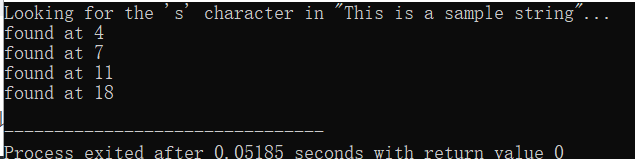 Looking for the 's' character in "This is a sample string"...
found at 4
found at 7
found at 11
found at 18
--------------------------------
Process exited after 0.05185 seconds with return value 0